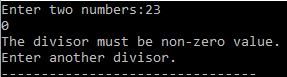 Enter two numbers:23
0
The divisor must be non-zero value.
Enter another divisor.
--------------------------------